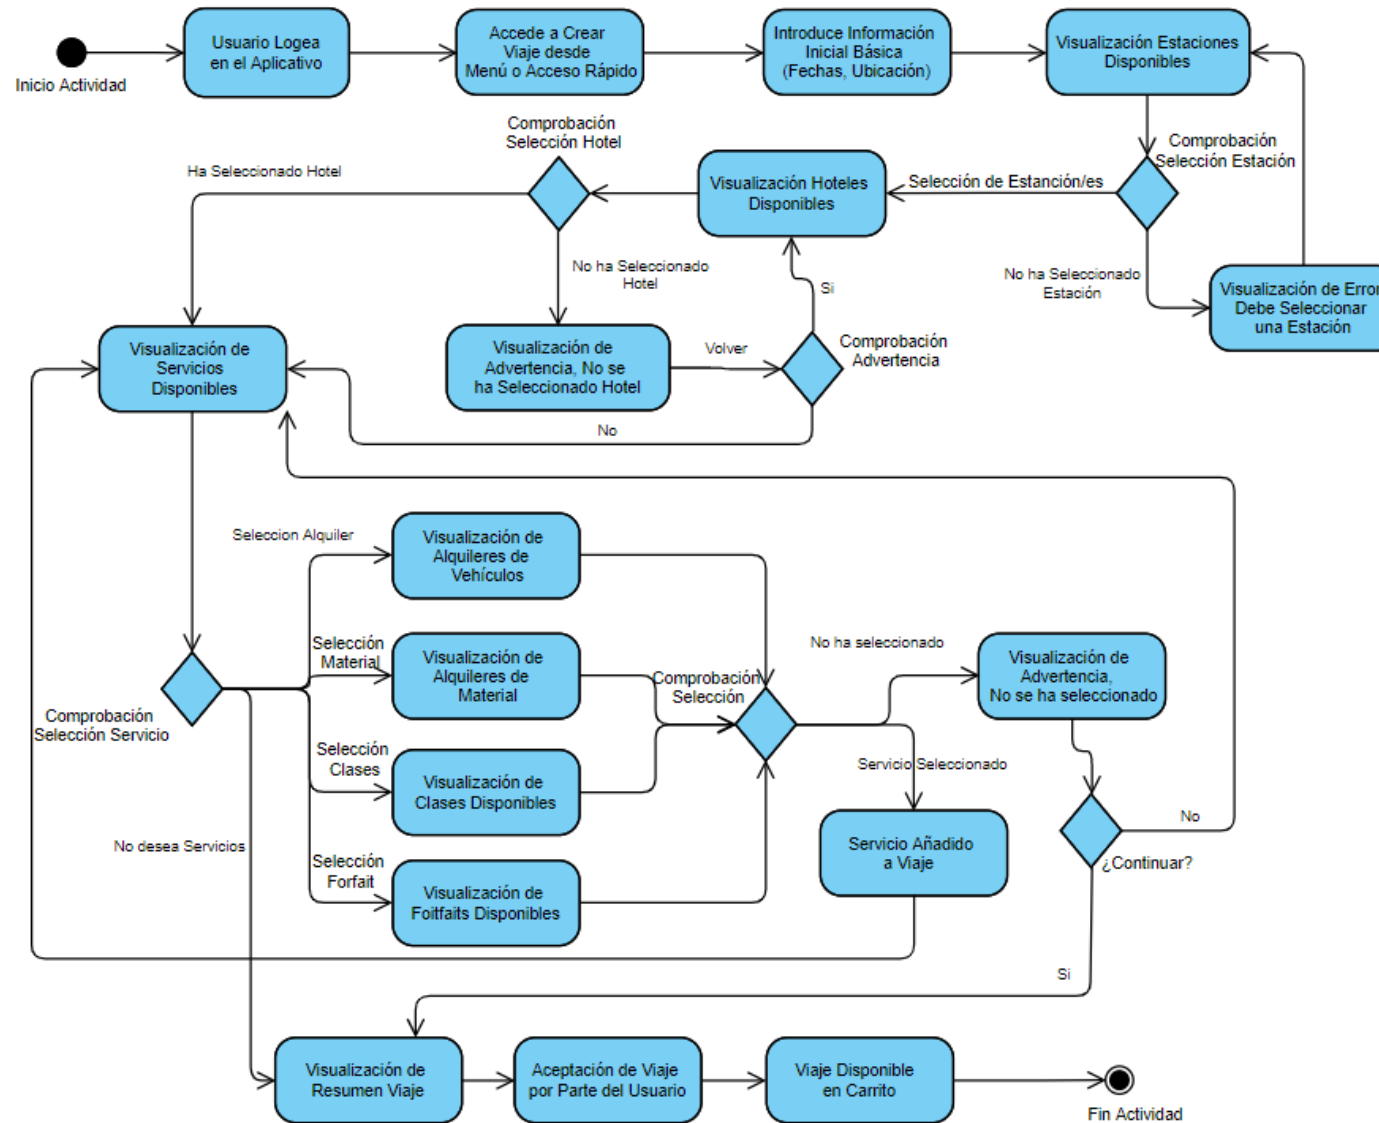 Usuario Logea
en el Aplicativo
Accede a Crear
Viaje desde
Menú o Acceso Rápido
Introduce Información
Inicial Básica
(Fechas, Ubicación)
Visualización Estaciones
Disponibles
Inicio Actividad
Comprobación
Selección Hotel
Comprobación
Selección Estación
Ha Seleccionado Hotel
Visualización Hoteles
Disponibles
Selección de Estanción/es
No ha Seleccionado
Hotel
Si
No ha Seleccionado
Estación
Visualización de Error
Debe Seleccionar
una Estación
Visualización de
Servicios
Disponibles
Visualización de
Advertencia, No se
ha Seleccionado Hotel
Volver
Comprobación
Advertencia
No
Seleccion Alquiler
Visualización de
Alquileres de
Vehículos
Selección
Material
Visualización de
Alquileres de
Material
Comprobación
Selección
No ha seleccionado
Visualización de
Advertencia,
No se ha seleccionado
Comprobación
Selección Servicio
Selección
Clases
Visualización de
Clases Disponibles
Servicio Seleccionado
No desea Servicios
Selección
Forfait
Visualización de
Foitfaits Disponibles
Servicio Añadido
a Viaje
No
¿Continuar?
Si
Visualización de
Resumen Viaje
Aceptación de Viaje
por Parte del Usuario
Viaje Disponible
en Carrito
Fin Actividad